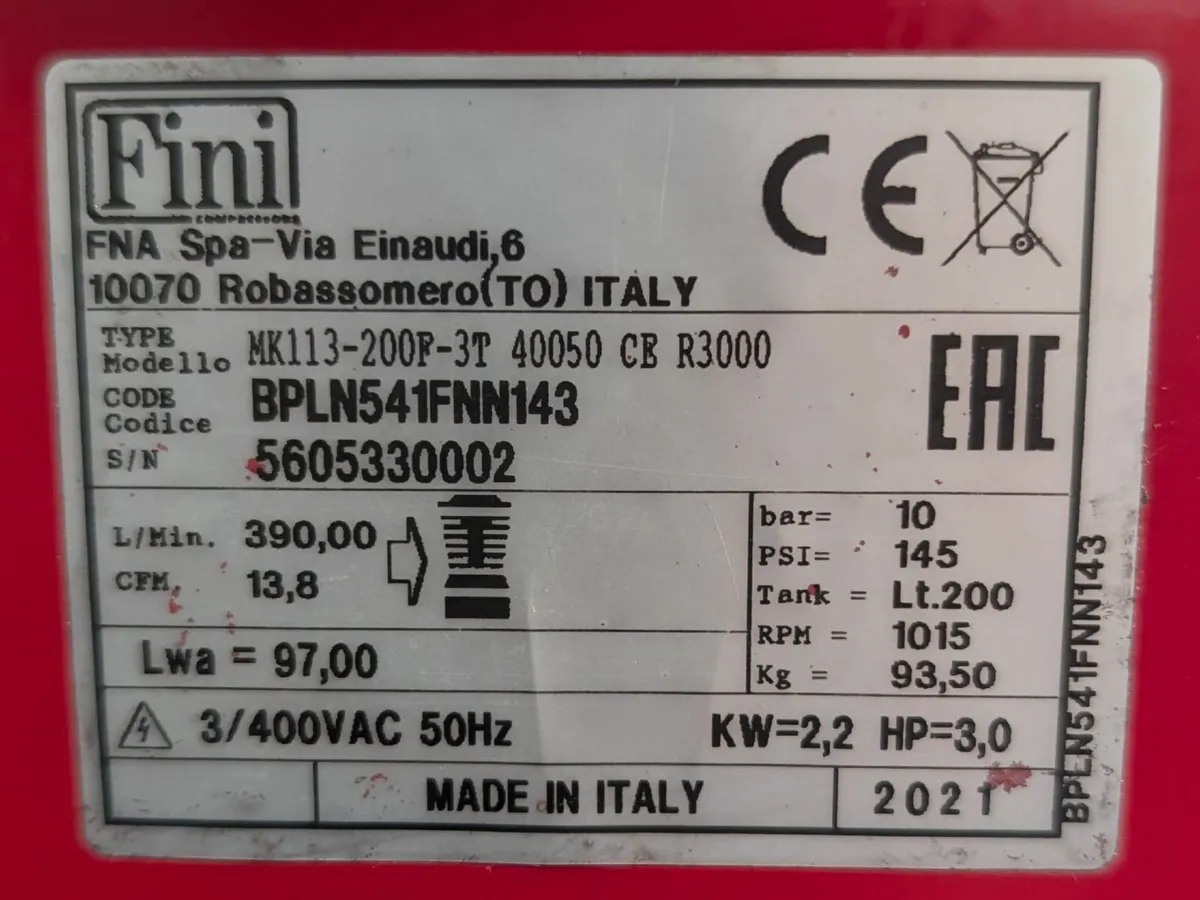 Fini
COMPRESSORS
FNA Spa-Via Einaudi,6
10070 Robassomero(TO) ITALY
CE
TYPE
Modello
MK113-200F-3T 40050 CE R3000
CODE
Codice
BPLN541FNN143
S/N
5605330002
EAC
L/Min. 390,00
CFM. 13,8
bar= 10
PSI= 145
Tank = Lt.200
RPM = 1015
Kg = 93,50
Lwa = 97,00
3/400VAC 50Hz
KW=2,2 HP=3,0
MADE IN ITALY
2021
BPLN541FNN143